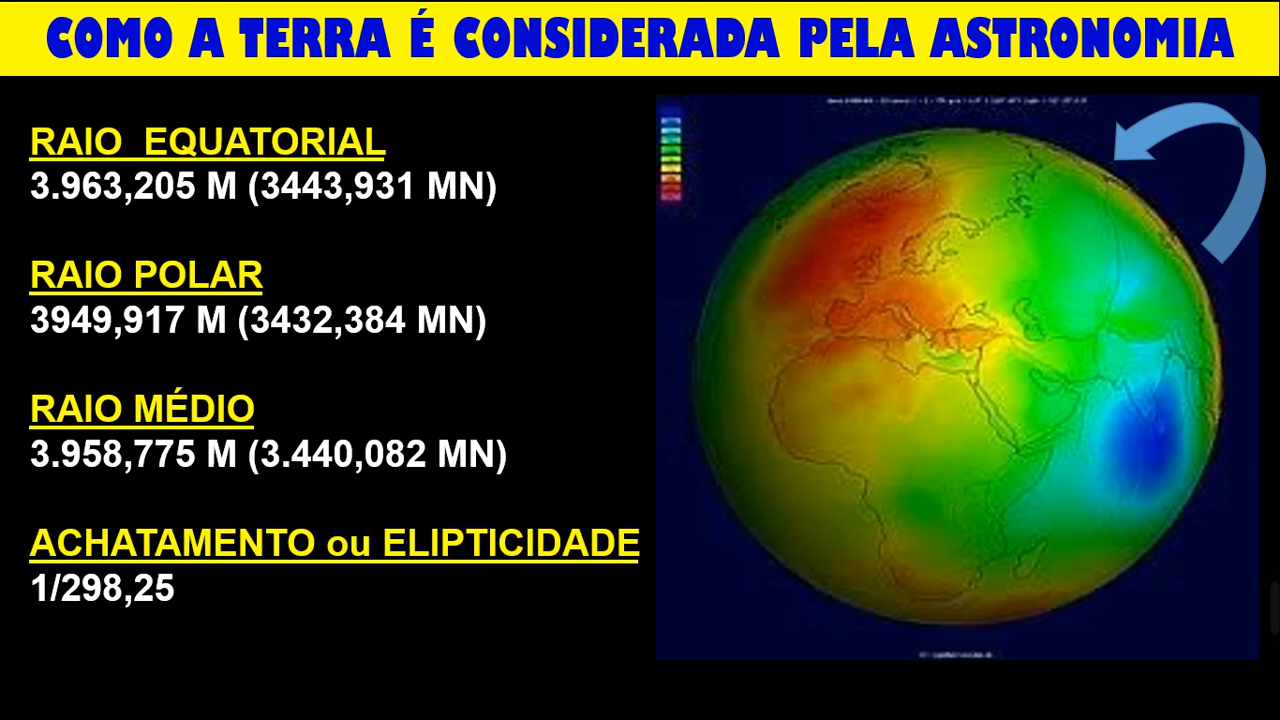 COMO A TERRA É CONSIDERADA PELA ASTRONOMIA
RAIO EQUATORIAL
3.963,205 M (3443,931 MN)
RAIO POLAR
3949,917 M (3432,384 MN)
RAIO MÉDIO
3.958,775 M (3.440,082 MN)
ACHATAMENTO ou ELIPTICIDADE
1/298,25